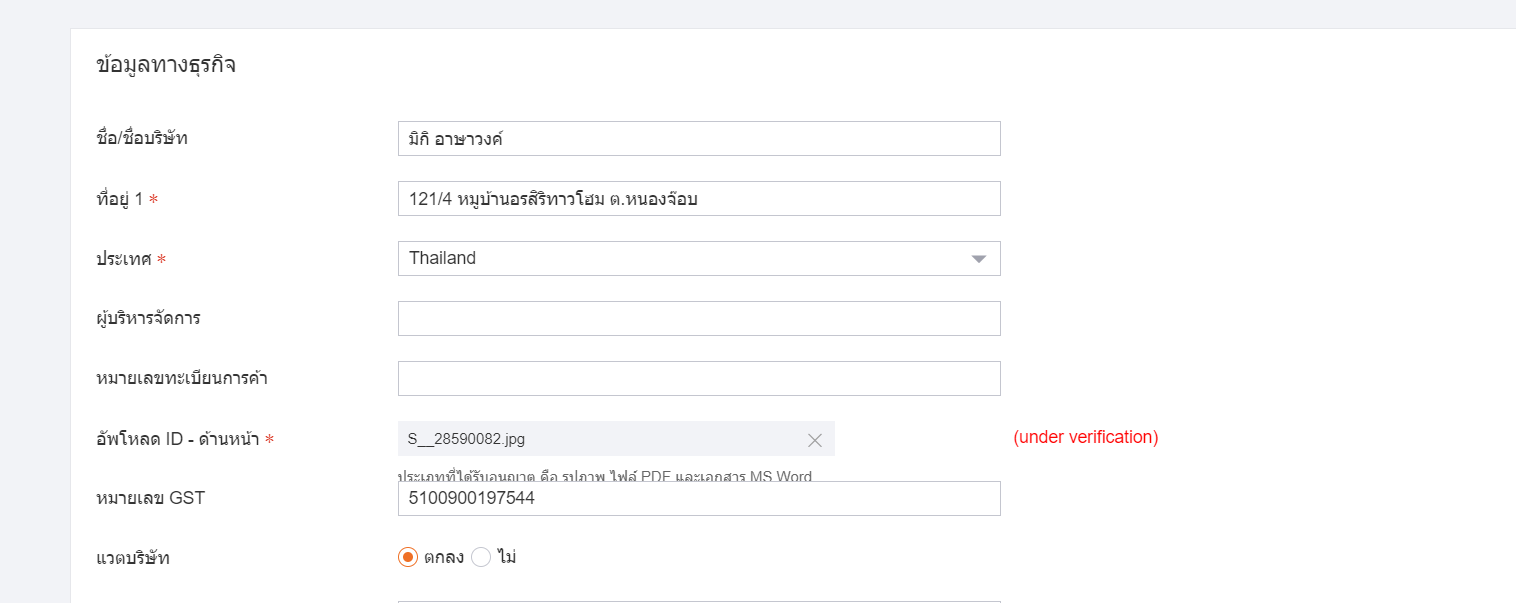 ข้อมูลทางธุรกิจ
ชื่อ/ชื่อบริษัท มิกิ อาษาวงค์
ที่อยู่ 1 * 121/4 หมูบ้านอรสิริทาวโฮม ต.หนองจ๊อบ
ประเทศ * Thailand
ผู้บริหารจัดการ
หมายเลขทะเบียนการค้า
อัพโหลด ID - ด้านหน้า * S__28590082.jpg (under verification)
ประเภทที่ได้รับอนุญาต คือ รูปภาพ ไฟล์ PDF และเอกสาร MS Word
หมายเลข GST 5100900197544
แวตบริษัท ตกลง ไม่